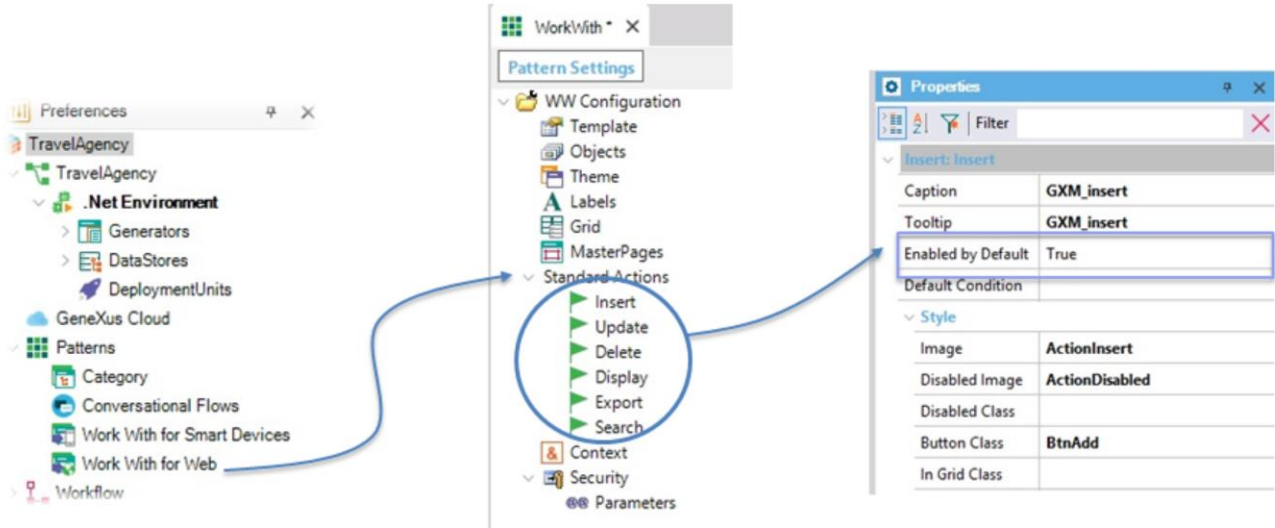 Preferences
TravelAgency
TravelAgency
.Net Environment
Generators
DataStores
DeploymentUnits
GeneXus Cloud
Patterns
Category
Conversational Flows
Work With for Smart Devices
Work With for Web
Workflow
WorkWith *
Pattern Settings
WW Configuration
Template
Objects
Theme
A Labels
Grid
MasterPages
Standard Actions
Insert
Update
Delete
Display
Export
Search
& Context
Security
Parameters
Properties
Filter
Insert: Insert
Caption GXM_insert
Tooltip GXM_insert
Enabled by Default True
Default Condition
Style
Image ActionInsert
Disabled Image ActionDisabled
Disabled Class
Button Class BtnAdd
In Grid Class